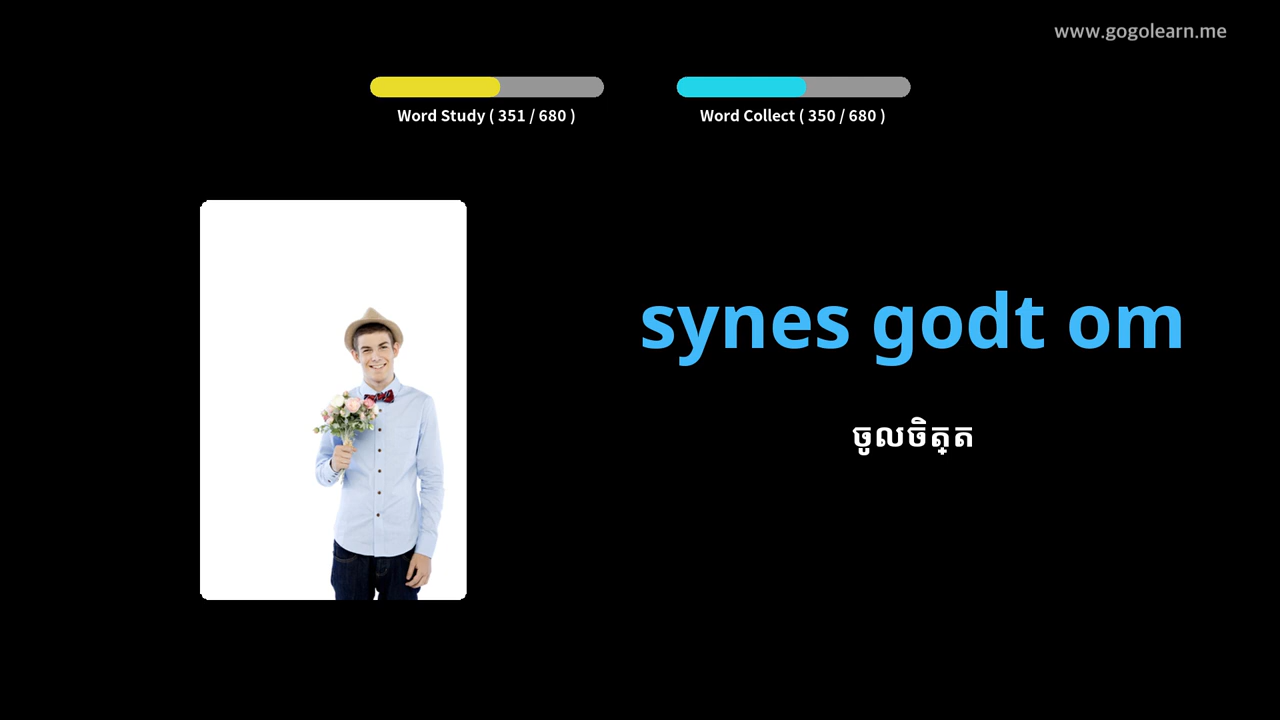 www.gogolearn.me
Word Study ( 351 / 680 )
Word Collect ( 350 / 680 )
synes godt om
ចូលចិត្ត